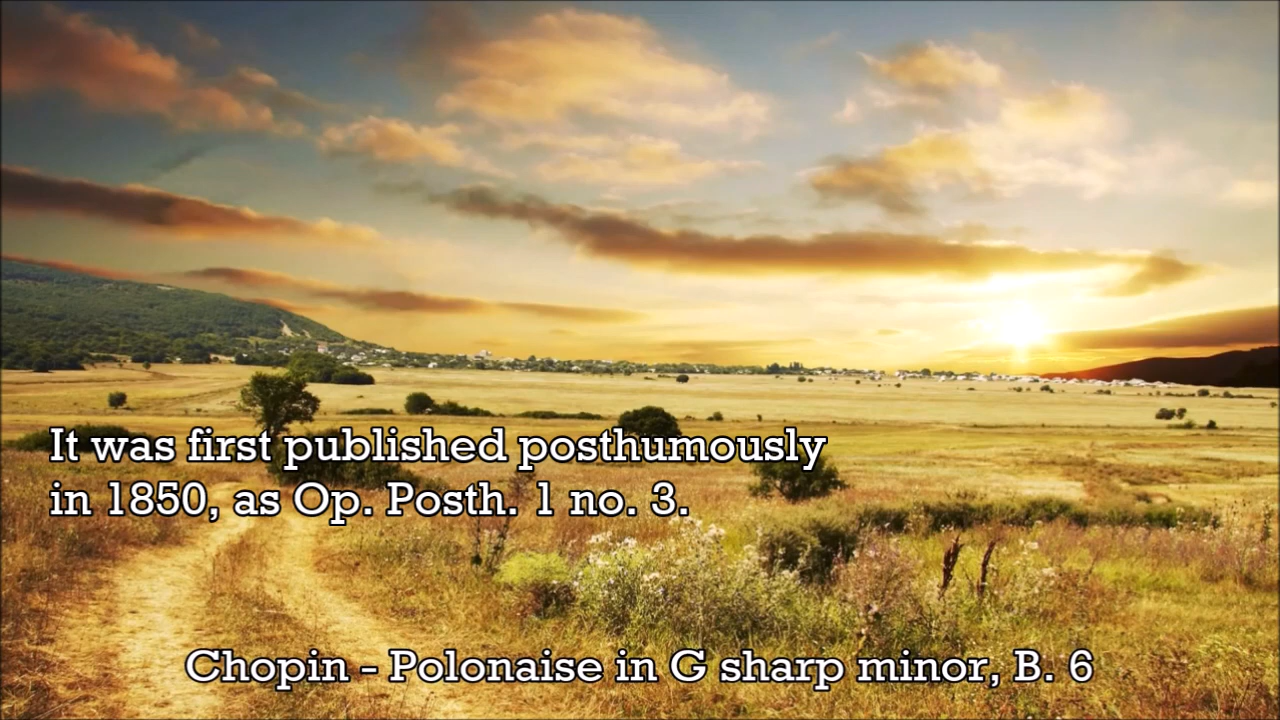 It was first published posthumously
in 1850, as Op. Posth. 1 no. 3.
Chopin - Polonaise in G sharp minor, B. 6